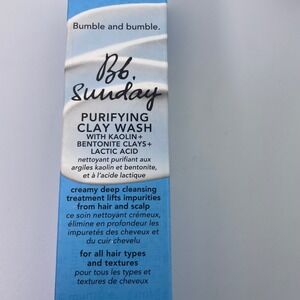 Bumble and bumble.
Bb.
Sunday
PURIFYING
CLAY WASH
WITH KAOLIN+
BENTONITE CLAYS+
LACTIC ACID
nettoyant purifiant aux
argiles kaolin et bentonite,
et à l'acide lactique
creamy deep cleansing
treatment lifts impurities
from hair and scalp
ce soin nettoyant crémeux,
élimine en profondeur les
impuretés des cheveux et
du cuir chevelu
for all hair types
and textures
pour tous les types et
textures de cheveux